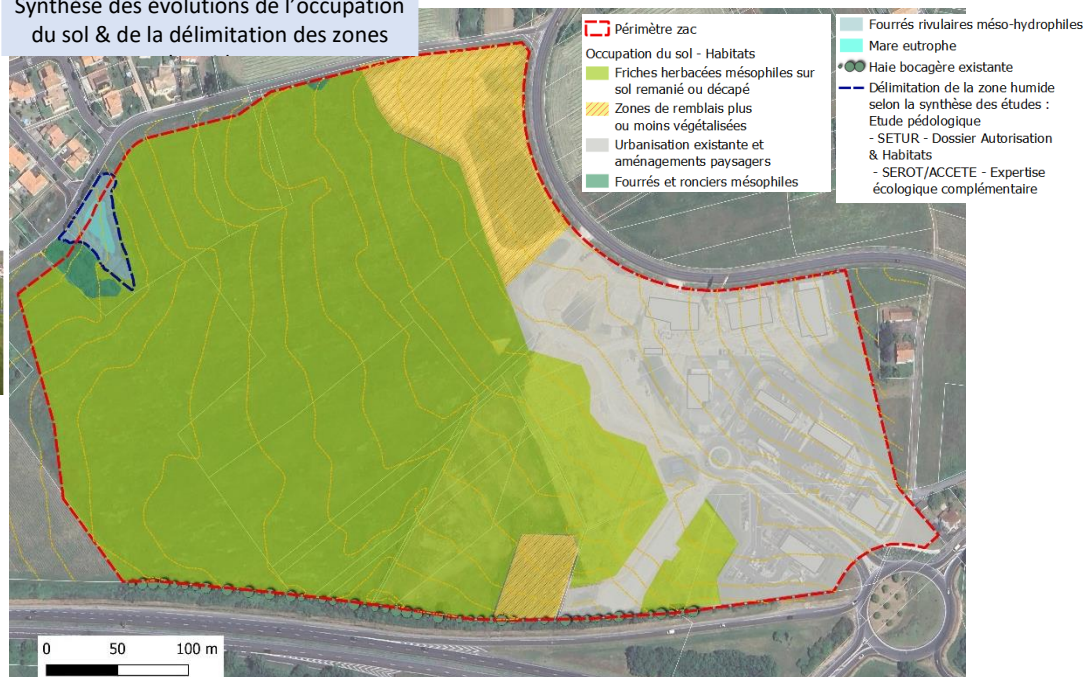 Synthèse des évolutions de l'occupation
du sol & de la délimitation des zones
Périmètre zac
Occupation du sol - Habitats
Friches herbacées mésophiles sur
sol remanié ou décapé
Zones de remblais plus
ou moins végétalisées
Urbanisation existante et
aménagements paysagers
Fourrés et ronciers mésophiles
Fourrés rivulaires méso-hydrophiles
Mare eutrophe
Haie bocagère existante
Délimitation de la zone humide
selon la synthèse des études :
Etude pédologique
- SETUR - Dossier Autorisation
& Habitats
- SEROT/ACCETE - Expertise
écologique complémentaire
0 50 100 m